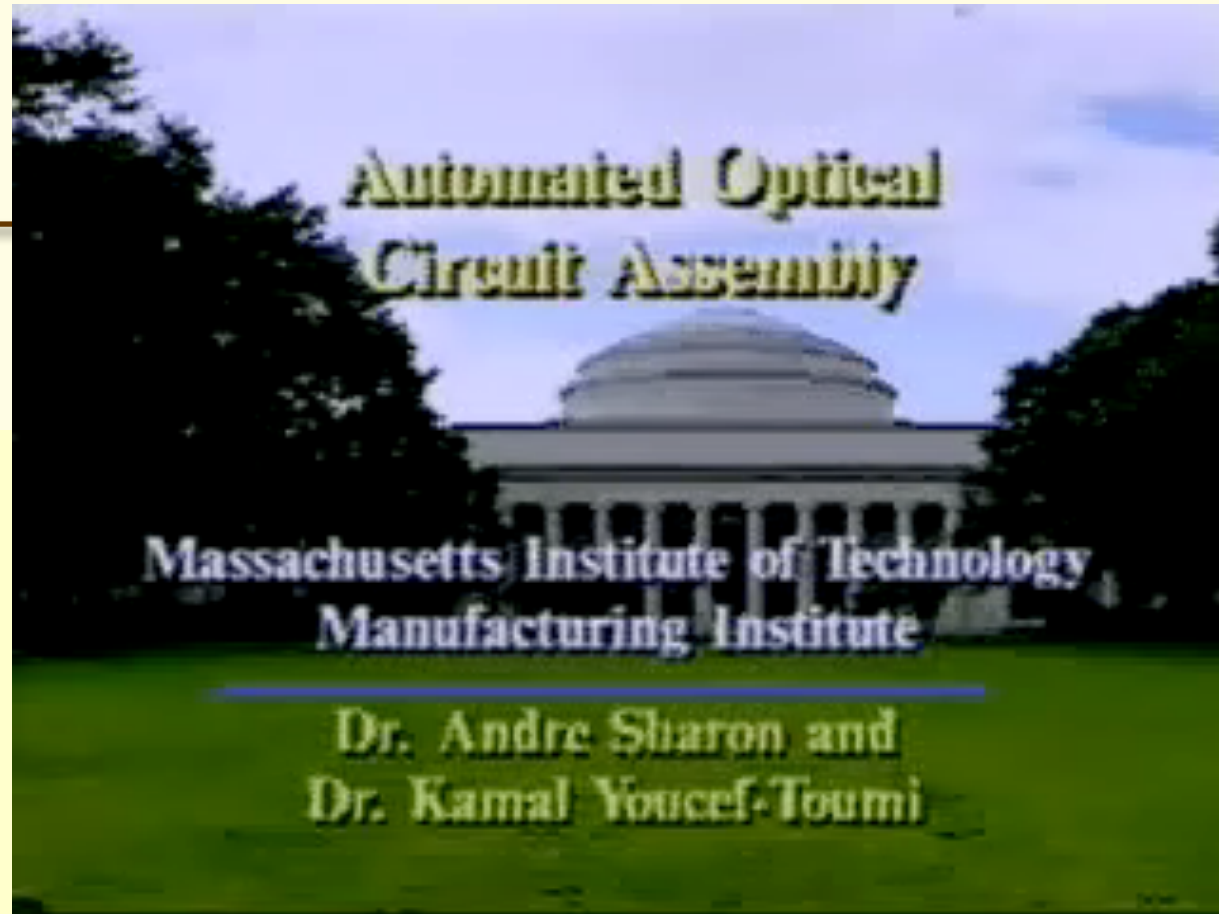 Automated Optical
Circuit Assembly
Massachusetts Institute of Technology
Manufacturing Institute
Dr. Andre Sharon and
Dr. Kamal Youcef-Toumi